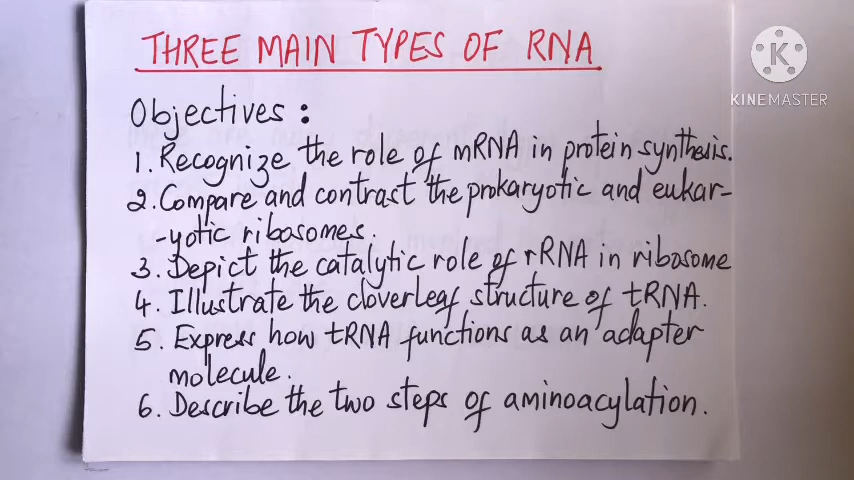 THREE MAIN TYPES OF RNA
K
KINEMASTER
Objectives :
1. Recognize the role of mRNA in protein synthesis.
2. Compare and contrast the prokaryotic and eukar-
-yotic ribosomes.
3. Depict the catalytic role of rRNA in ribosome
4. Illustrate the cloverleaf structure of tRNA.
5. Express how tRNA functions as an adapter
molecule.
6. Describe the two steps of aminoacylation.